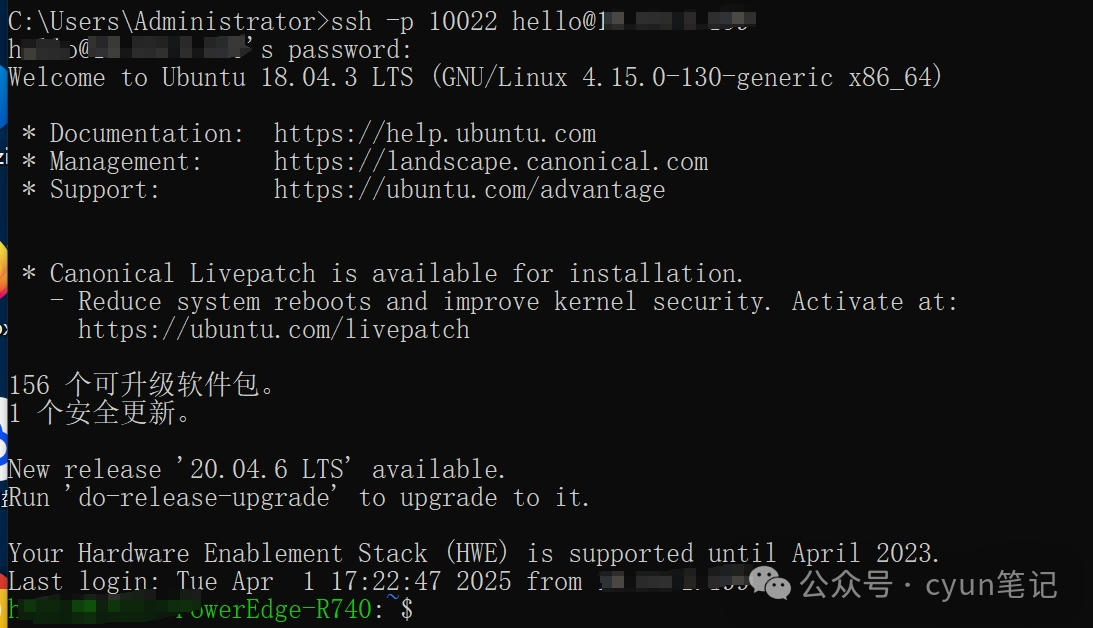 C:\Users\Administrator>ssh -p 10022 hello@
's password:
Welcome to Ubuntu 18.04.3 LTS (GNU/Linux 4.15.0-130-generic x86_64)
* Documentation: https://help.ubuntu.com
* Management: https://landscape.canonical.com
* Support: https://ubuntu.com/advantage
* Canonical Livepatch is available for installation.
- Reduce system reboots and improve kernel security. Activate at:
https://ubuntu.com/livepatch
156 个可升级软件包。
1 个安全更新。
New release '20.04.6 LTS' available.
Run 'do-release-upgrade' to upgrade to it.
Your Hardware Enablement Stack (HWE) is supported until April 2023.
Last login: Tue Apr 1 17:22:47 2025 from
PowerEdge-R740:~$
公众号 · cyun笔记